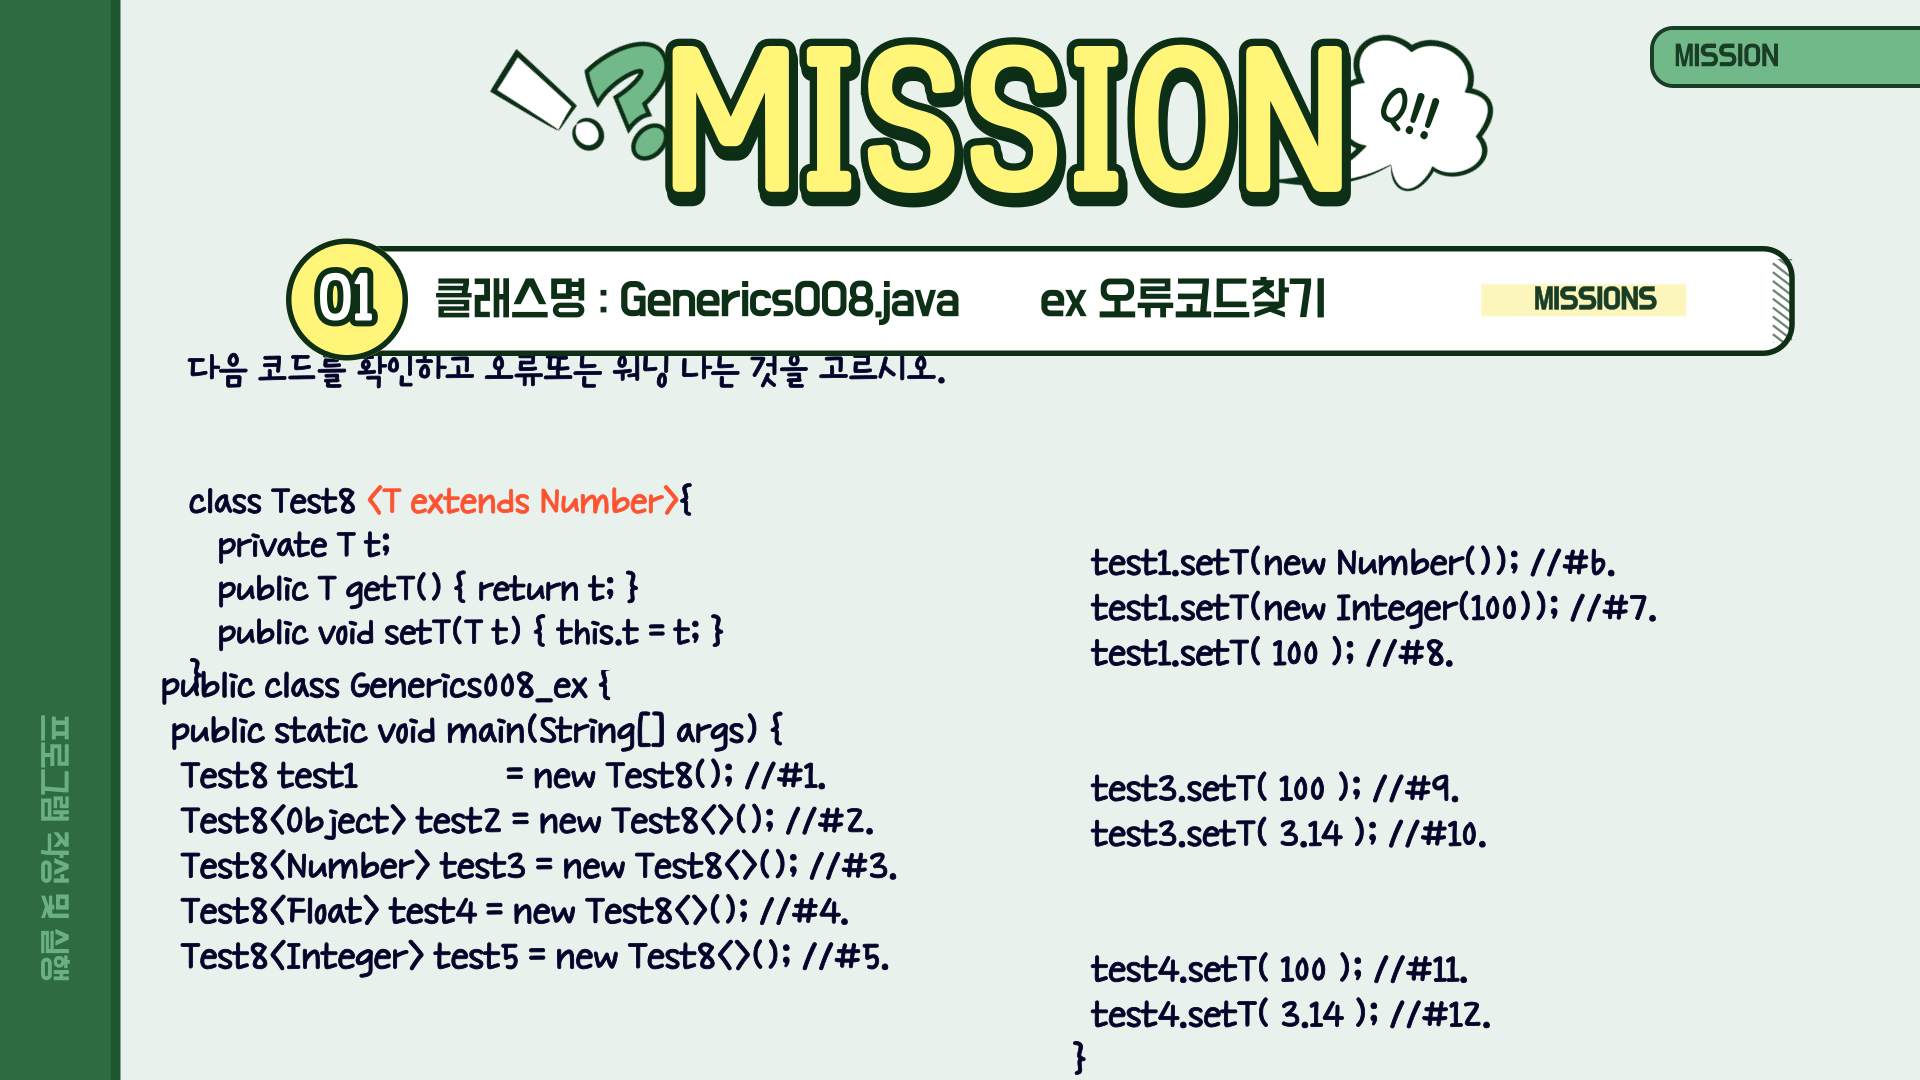 MISSION
Q!!
MISSION
01
클래스명 : Generics008.java ex 오류코드찾기
MISSIONS
다음 코드를 확인하고 오류또는 워닝 나는 것을 고르시오.
class Test8 <T extends Number>{
private T t;
public T getT() { return t; }
public void setT(T t) { this.t = t; }
}
public class Generics008_ex {
public static void main(String[] args) {
Test8 test1 = new Test8(); //#1.
Test8<Object> test2 = new Test8<>(); //#2.
Test8<Number> test3 = new Test8<>(); //#3.
Test8<Float> test4 = new Test8<>(); //#4.
Test8<Integer> test5 = new Test8<>(); //#5.
test1.setT(new Number()); //#6.
test1.setT(new Integer(100)); //#7.
test1.setT( 100 ); //#8.
test3.setT( 100 ); //#9.
test3.setT( 3.14 ); //#10.
test4.setT( 100 ); //#11.
test4.setT( 3.14 ); //#12.
}
프로그램 작성 및 실행